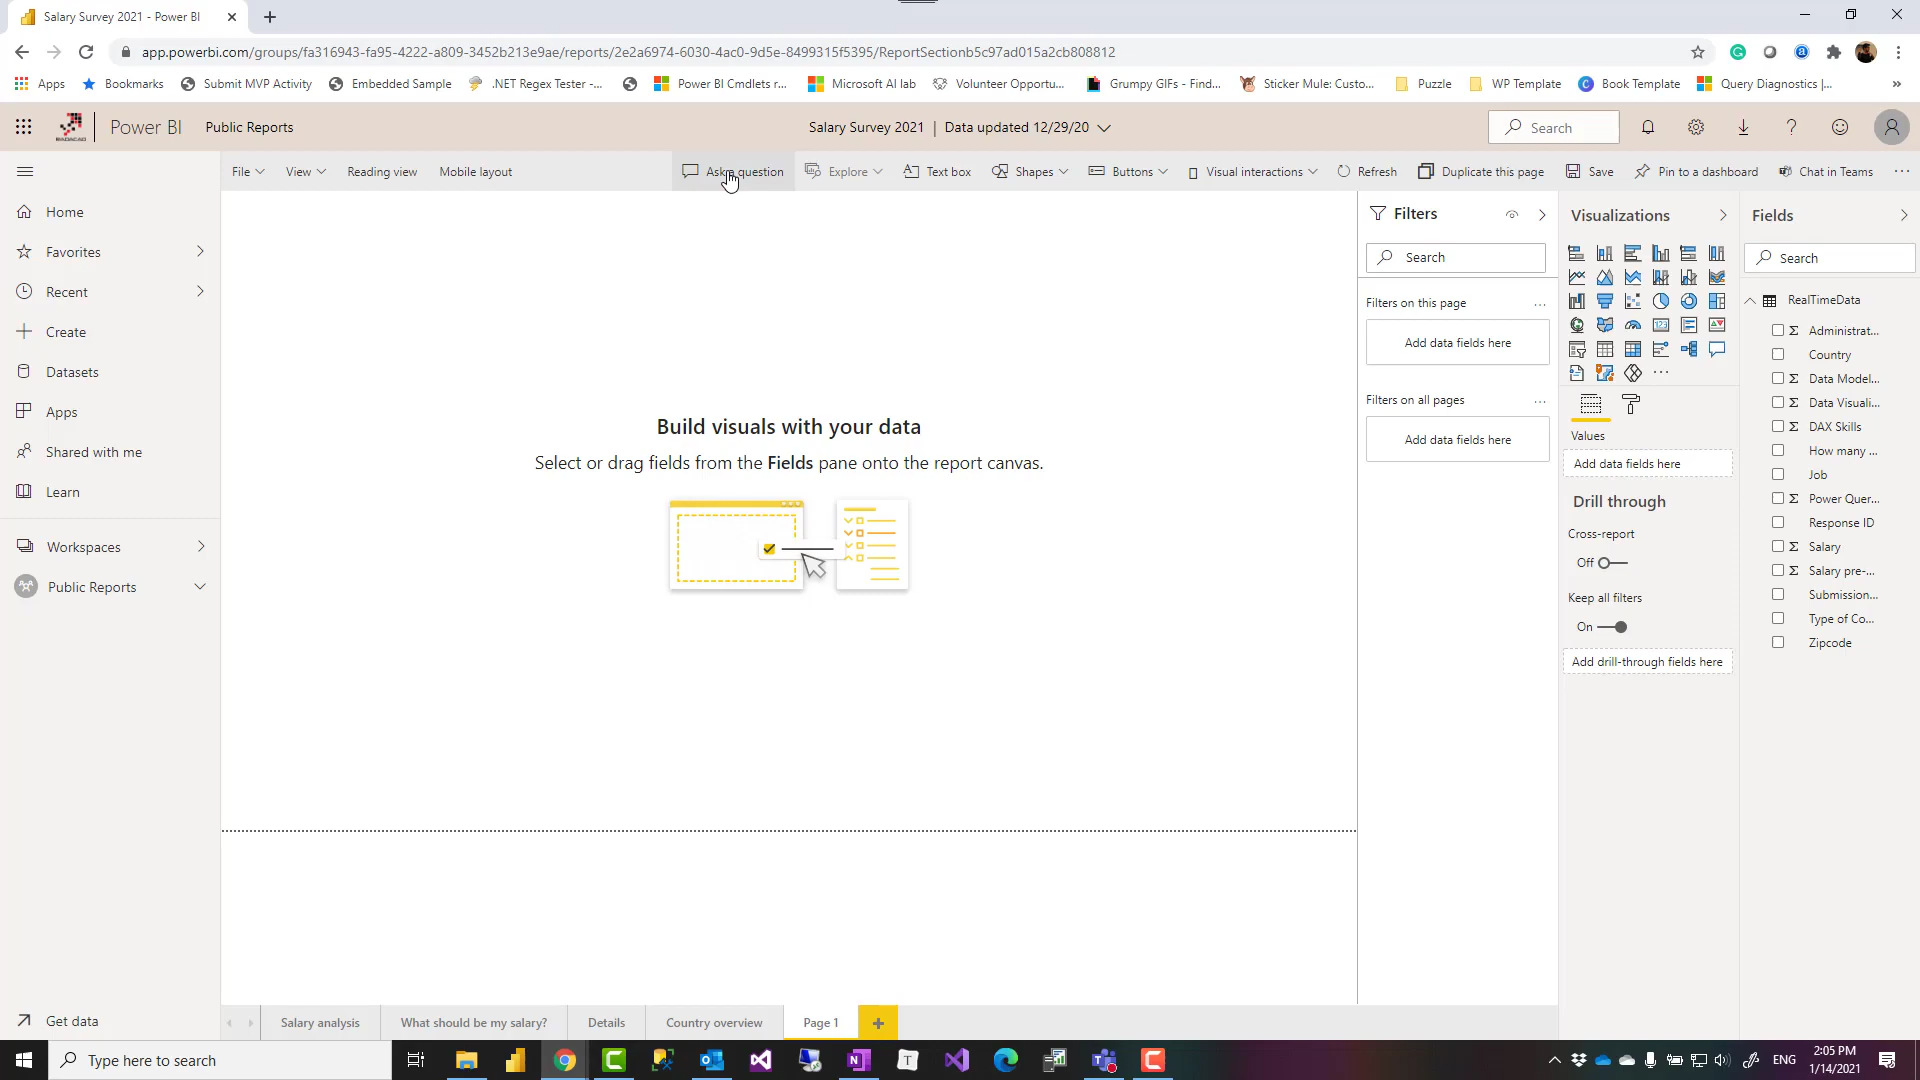 Salary Survey 2021 - Power BI
app.powerbi.com/groups/fa316943-fa95-4222-a809-3452b213e9ae/reports/2e2a6974-6030-4ac0-9d5e-8499315f5395/ReportSectionb5c97ad015a2cb808812
Apps Bookmarks Submit MVP Activity Embedded Sample .NET Regex Tester -... Power BI Cmdlets r... Microsoft AI lab Volunteer Opportu... Grumpy GIFs - Find... Sticker Mule: Custo... Puzzle WP Template Book Template Query Diagnostics |... »
Power BI Public Reports Salary Survey 2021 | Data updated 12/29/20 Search
File View Reading view Mobile layout Ask a question Explore Text box Shapes Buttons Visual interactions Refresh Duplicate this page Save Pin to a dashboard Chat in Teams ...
Home
Favorites
Recent
Create
Datasets
Apps
Shared with me
Learn
Workspaces
Public Reports
Get data
Build visuals with your data
Select or drag fields from the Fields pane onto the report canvas.
Filters
Search
Filters on this page ...
Add data fields here
Filters on all pages ...
Add data fields here
Visualizations
123
...
Values
Add data fields here
Drill through
Cross-report
Off
Keep all filters
On
Add drill-through fields here
Fields
Search
RealTimeData
Σ Administrat...
Country
Σ Data Model...
Σ Data Visuali...
Σ DAX Skills
How many ...
Job
Σ Power Quer...
Response ID
Σ Salary
Σ Salary pre-...
Submission...
Type of Co...
Zipcode
Salary analysis What should be my salary? Details Country overview Page 1 +
Type here to search
ENG
2:05 PM
1/14/2021